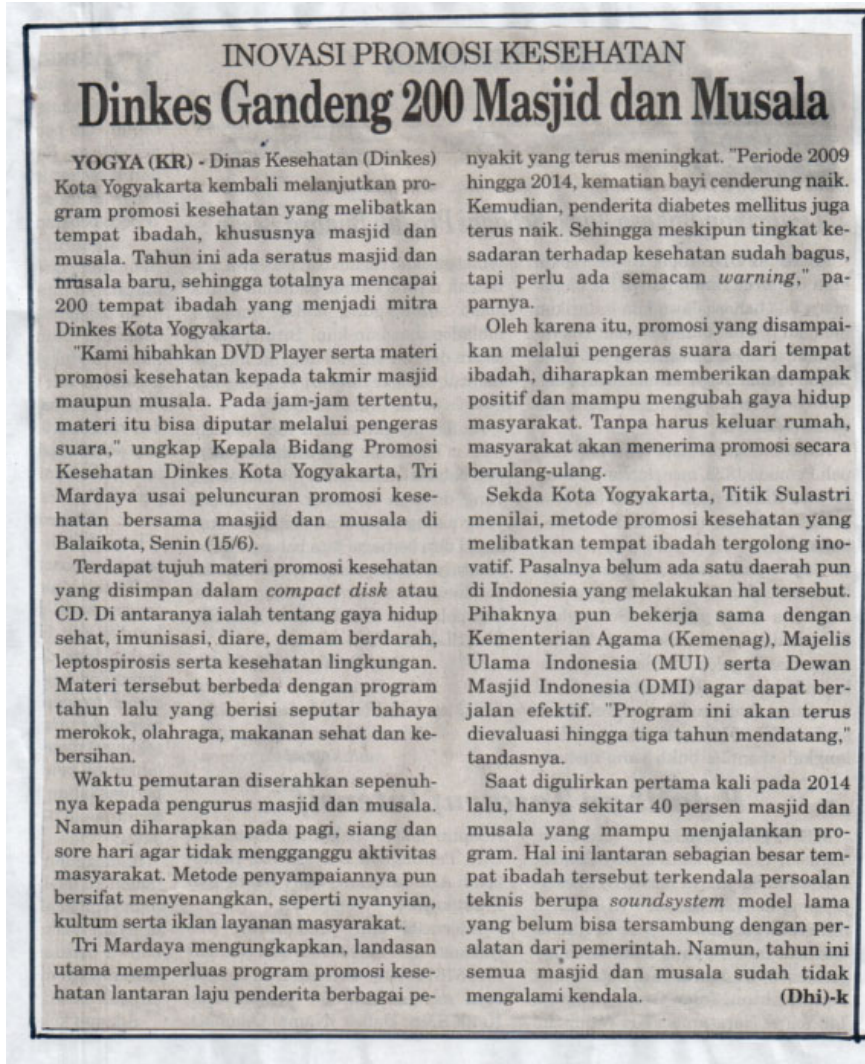 INOVASI PROMOSI KESEHATAN
Dinkes Gandeng 200 Masjid dan Musala
YOGYA (KR) - Dinas Kesehatan (Dinkes)
Kota Yogyakarta kembali melanjutkan pro-
gram promosi kesehatan yang melibatkan
tempat ibadah, khususnya masjid dan
musala. Tahun ini ada seratus masjid dan
musala baru, sehingga totalnya mencapai
200 tempat ibadah yang menjadi mitra
Dinkes Kota Yogyakarta.
"Kami hibahkan DVD Player serta materi
promosi kesehatan kepada takmir masjid
maupun musala. Pada jam-jam tertentu,
materi itu bisa diputar melalui pengeras
suara," ungkap Kepala Bidang Promosi
Kesehatan Dinkes Kota Yogyakarta, Tri
Mardaya usai peluncuran promosi kese-
hatan bersama masjid dan musala di
Balaikota, Senin (15/6).
Terdapat tujuh materi promosi kesehatan
yang disimpan dalam compact disk atau
CD. Di antaranya ialah tentang gaya hidup
sehat, imunisasi, diare, demam berdarah,
leptospirosis serta kesehatan lingkungan.
Materi tersebut berbeda dengan program
tahun lalu yang berisi seputar bahaya
merokok, olahraga, makanan sehat dan ke-
bersihan.
Waktu pemutaran diserahkan sepenuh-
nya kepada pengurus masjid dan musala.
Namun diharapkan pada pagi, siang dan
sore hari agar tidak mengganggu aktivitas
masyarakat. Metode penyampaiannya pun
bersifat menyenangkan, seperti nyanyian,
kultum serta iklan layanan masyarakat.
Tri Mardaya mengungkapkan, landasan
utama memperluas program promosi kese-
hatan lantaran laju penderita berbagai pe-
nyakit yang terus meningkat. "Periode 2009
hingga 2014, kematian bayi cenderung naik.
Kemudian, penderita diabetes mellitus juga
terus naik. Sehingga meskipun tingkat ke-
sadaran terhadap kesehatan sudah bagus,
tapi perlu ada semacam warning," pa-
parnya.
Oleh karena itu, promosi yang disampai-
kan melalui pengeras suara dari tempat
ibadah, diharapkan memberikan dampak
positif dan mampu mengubah gaya hidup
masyarakat. Tanpa harus keluar rumah,
masyarakat akan menerima promosi secara
berulang-ulang.
Sekda Kota Yogyakarta, Titik Sulastri
menilai, metode promosi kesehatan yang
melibatkan tempat ibadah tergolong ino-
vatif. Pasalnya belum ada satu daerah pun
di Indonesia yang melakukan hal tersebut.
Pihaknya pun bekerja sama dengan
Kementerian Agama (Kemenag), Majelis
Ulama Indonesia (MUI) serta Dewan
Masjid Indonesia (DMI) agar dapat ber-
jalan efektif. "Program ini akan terus
dievaluasi hingga tiga tahun mendatang,"
tandasnya.
Saat digulirkan pertama kali pada 2014
lalu, hanya sekitar 40 persen masjid dan
musala yang mampu menjalankan pro-
gram. Hal ini lantaran sebagian besar tem-
pat ibadah tersebut terkendala persoalan
teknis berupa soundsystem model lama
yang belum bisa tersambung dengan per-
alatan dari pemerintah. Namun, tahun ini
semua masjid dan musala sudah tidak
mengalami kendala. (Dhi)-k